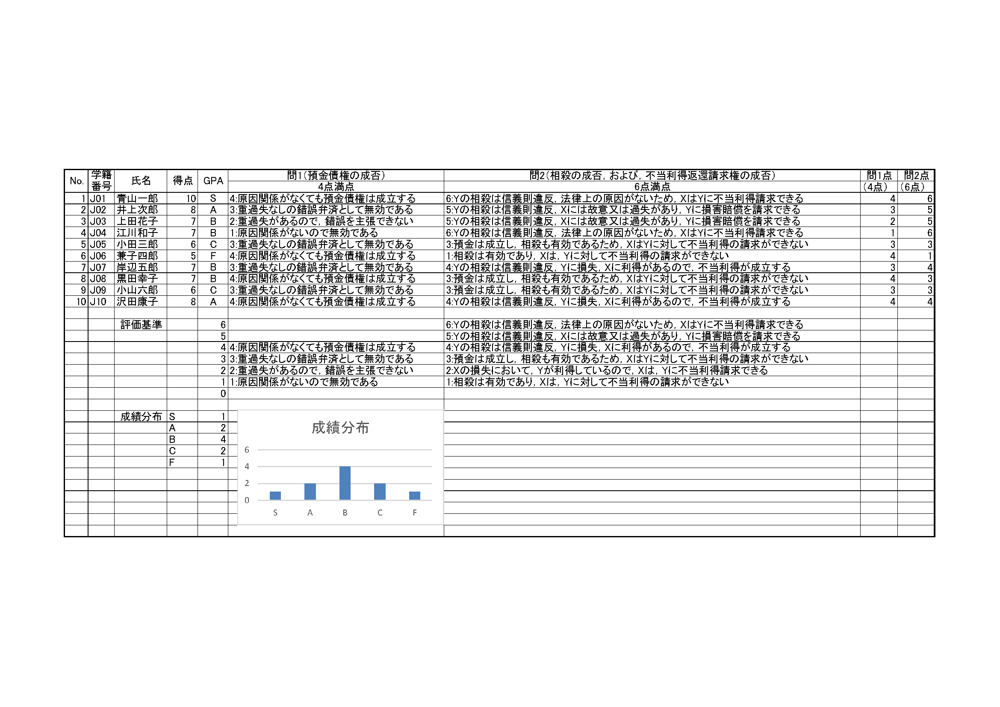 No. 学籍番号 氏名 得点 GPA 問1(預金債権の成否) 問2(相殺の成否, および, 不当利得返還請求権の成否) 問1点 問2点
4点満点 6点満点 (4点) (6点)
1 J01 青山一郎 10 S 4:原因関係がなくても預金債権は成立する 6:Yの相殺は信義則違反, 法律上の原因がないため, XはYに不当利得請求できる 4 6
2 J02 井上次郎 8 A 3:重過失なしの錯誤弁済として無効である 5:Yの相殺は信義則違反, Xには故意又は過失があり, Yに損害賠償を請求できる 3 5
3 J03 上田花子 7 B 2:重過失があるので, 錯誤を主張できない 5:Yの相殺は信義則違反, Xには故意又は過失があり, Yに損害賠償を請求できる 2 5
4 J04 江川和子 7 B 1:原因関係がないので無効である 6:Yの相殺は信義則違反, 法律上の原因がないため, XはYに不当利得請求できる 1 6
5 J05 小田三郎 6 C 3:重過失なしの錯誤弁済として無効である 3:預金は成立し, 相殺も有効であるため, XはYに対して不当利得の請求ができない 3 3
6 J06 兼子四郎 5 F 4:原因関係がなくても預金債権は成立する 1:相殺は有効であり, Xは, Yに対して不当利得の請求ができない 4 1
7 J07 岸辺五郎 7 B 3:重過失なしの錯誤弁済として無効である 4:Yの相殺は信義則違反, Yに損失, Xに利得があるので, 不当利得が成立する 3 4
8 J08 黒田幸子 7 B 4:原因関係がなくても預金債権は成立する 3:預金は成立し, 相殺も有効であるため, XはYに対して不当利得の請求ができない 4 3
9 J09 小山六郎 6 C 3:重過失なしの錯誤弁済として無効である 3:預金は成立し, 相殺も有効であるため, XはYに対して不当利得の請求ができない 3 3
10 J10 沢田康子 8 A 4:原因関係がなくても預金債権は成立する 4:Yの相殺は信義則違反, Yに損失, Xに利得があるので, 不当利得が成立する 4 4
評価基準 6 6:Yの相殺は信義則違反, 法律上の原因がないため, XはYに不当利得請求できる
5 5:Yの相殺は信義則違反, Xには故意又は過失があり, Yに損害賠償を請求できる
4 4:原因関係がなくても預金債権は成立する 4:Yの相殺は信義則違反, Yに損失, Xに利得があるので, 不当利得が成立する
3 3:重過失なしの錯誤弁済として無効である 3:預金は成立し, 相殺も有効であるため, XはYに対して不当利得の請求ができない
2 2:重過失があるので, 錯誤を主張できない 2:Xの損失において, Yが利得しているので, Xは, Yに不当利得請求できる
1 1:原因関係がないので無効である 1:相殺は有効であり, Xは, Yに対して不当利得の請求ができない
0
成績分布 S 1
A 2
B 4
C 2
F 1
成績分布
6
4
2
0
S A B C F